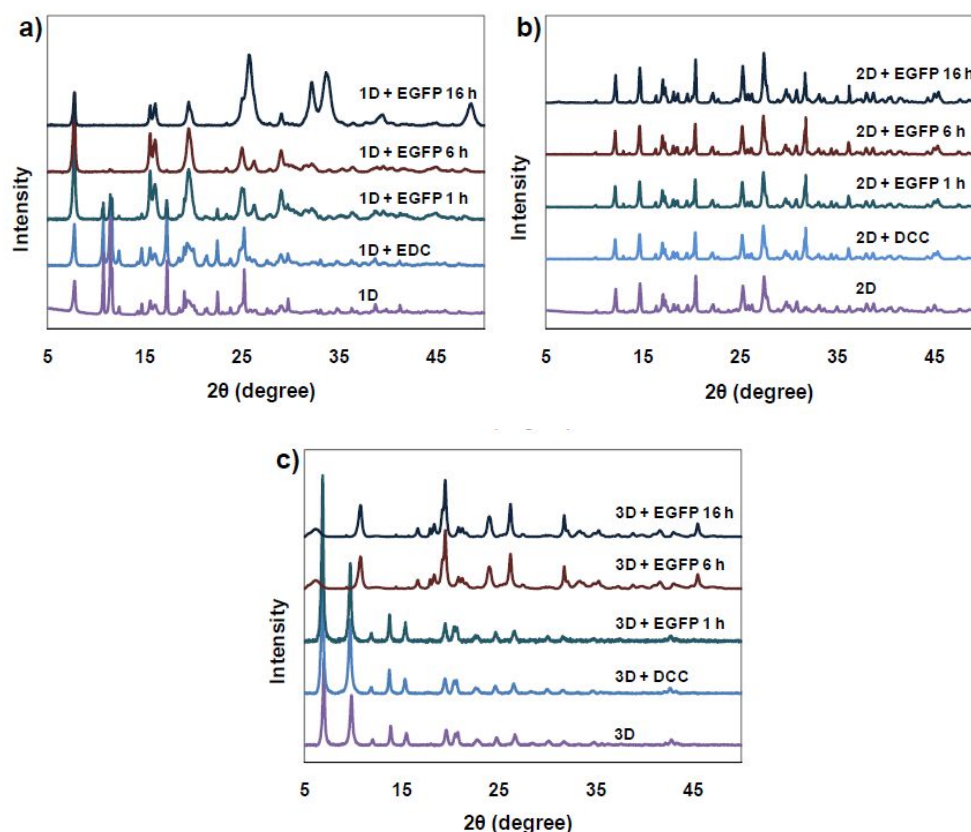 a)
1D + EGFP 16 h
1D + EGFP 6 h
1D + EGFP 1 h
1D + EDC
1D
Intensity
5 15 25 35 45
2θ (degree)
b)
2D + EGFP 16 h
2D + EGFP 6 h
2D + EGFP 1 h
2D + DCC
2D
Intensity
5 15 25 35 45
2θ (degree)
c)
3D + EGFP 16 h
3D + EGFP 6 h
3D + EGFP 1 h
3D + DCC
3D
Intensity
5 15 25 35 45
2θ (degree)